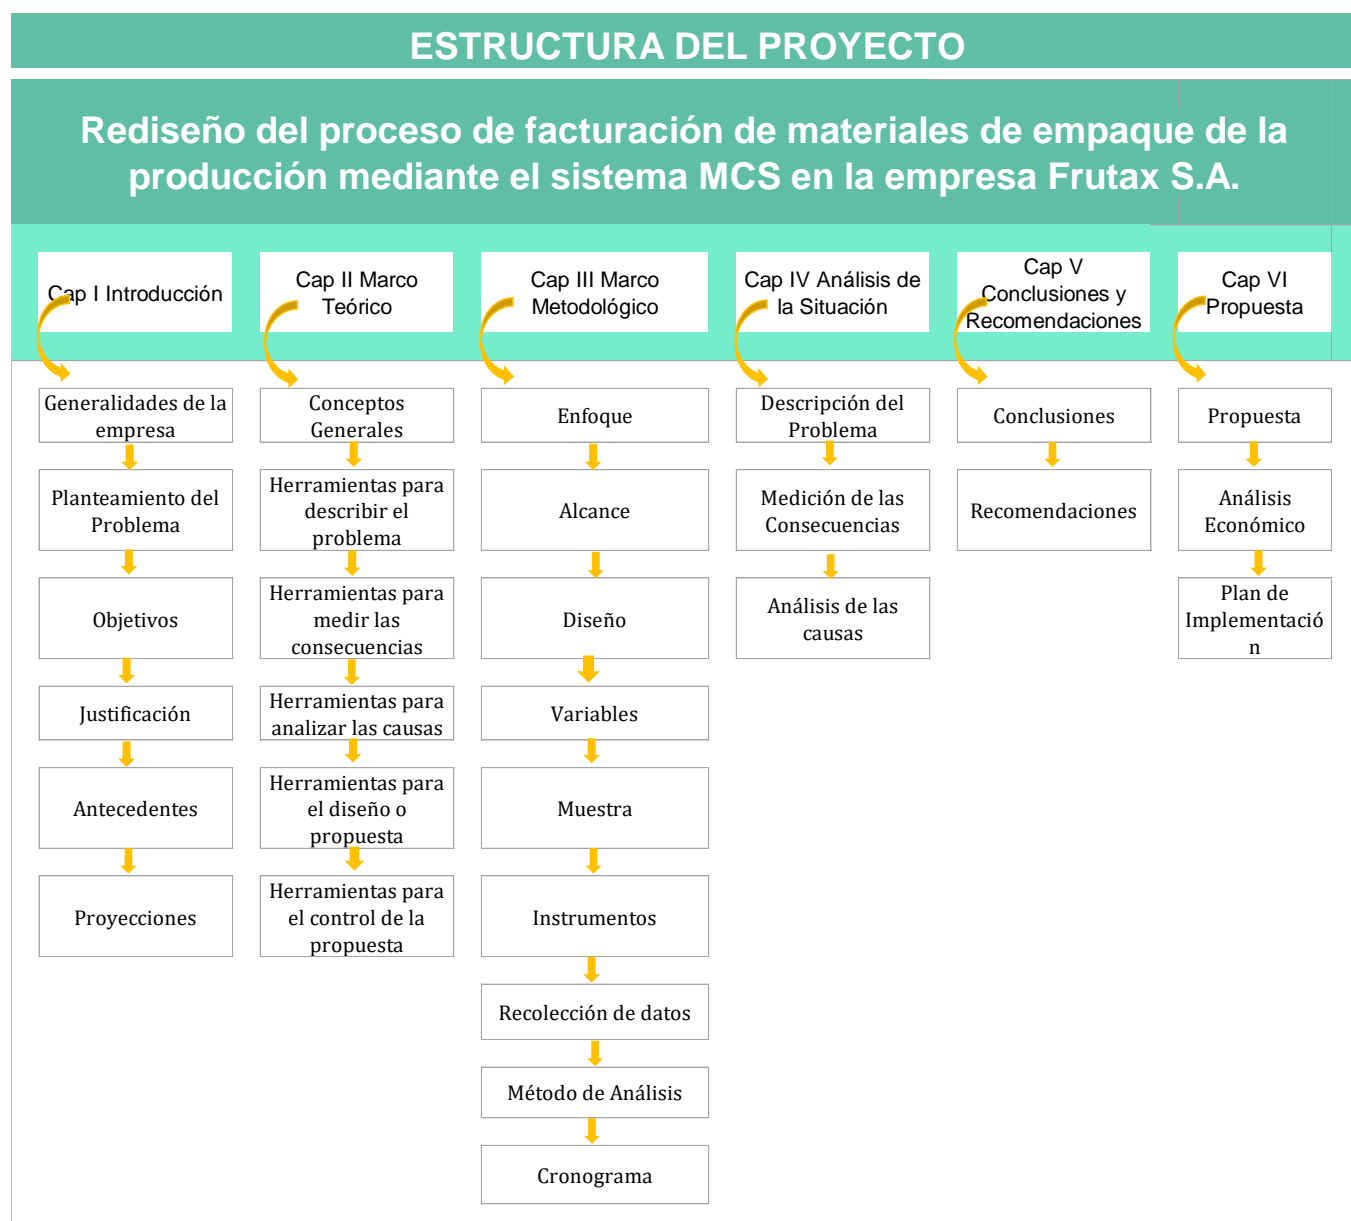 ESTRUCTURA DEL PROYECTO
Rediseño del proceso de facturación de materiales de empaque de la
producción mediante el sistema MCS en la empresa Frutax S.A.
Cap I Introducción
Generalidades de la
empresa
Planteamiento del
Problema
Objetivos
Justificación
Antecedentes
Proyecciones
Cap II Marco
Teórico
Conceptos
Generales
Herramientas para
describir el
problema
Herramientas para
medir las
consecuencias
Herramientas para
analizar las causas
Herramientas para
el diseño o
propuesta
Herramientas para
el control de la
propuesta
Cap III Marco
Metodológico
Enfoque
Alcance
Diseño
Variables
Muestra
Instrumentos
Recolección de datos
Método de Análisis
Cronograma
Cap IV Análisis de
la Situación
Descripción del
Problema
Medición de las
Consecuencias
Análisis de las
causas
Cap V
Conclusiones y
Recomendaciones
Conclusiones
Recomendaciones
Cap VI
Propuesta
Propuesta
Análisis
Económico
Plan de
Implementació
n